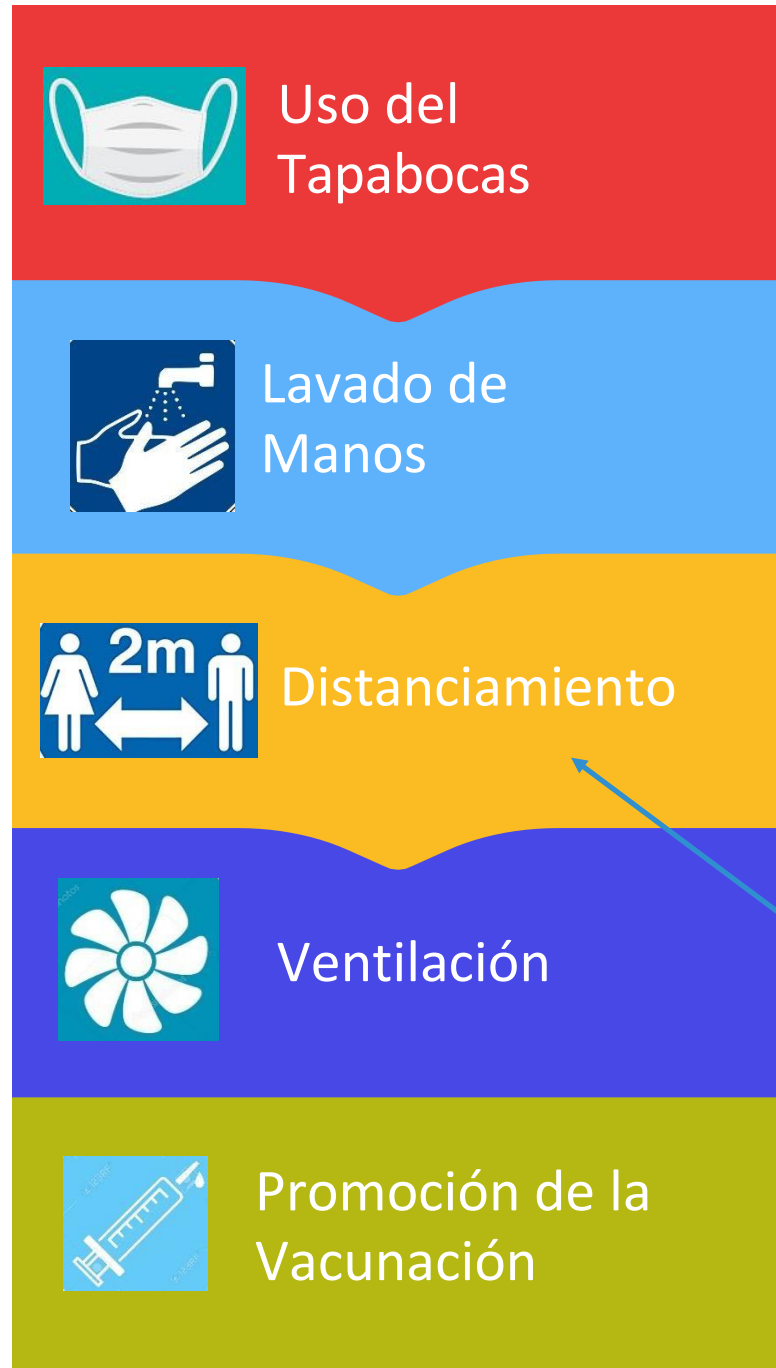 Uso del
Tapabocas
Lavado de
Manos
2m
Distanciamiento
Ventilación
Promoción de la
Vacunación